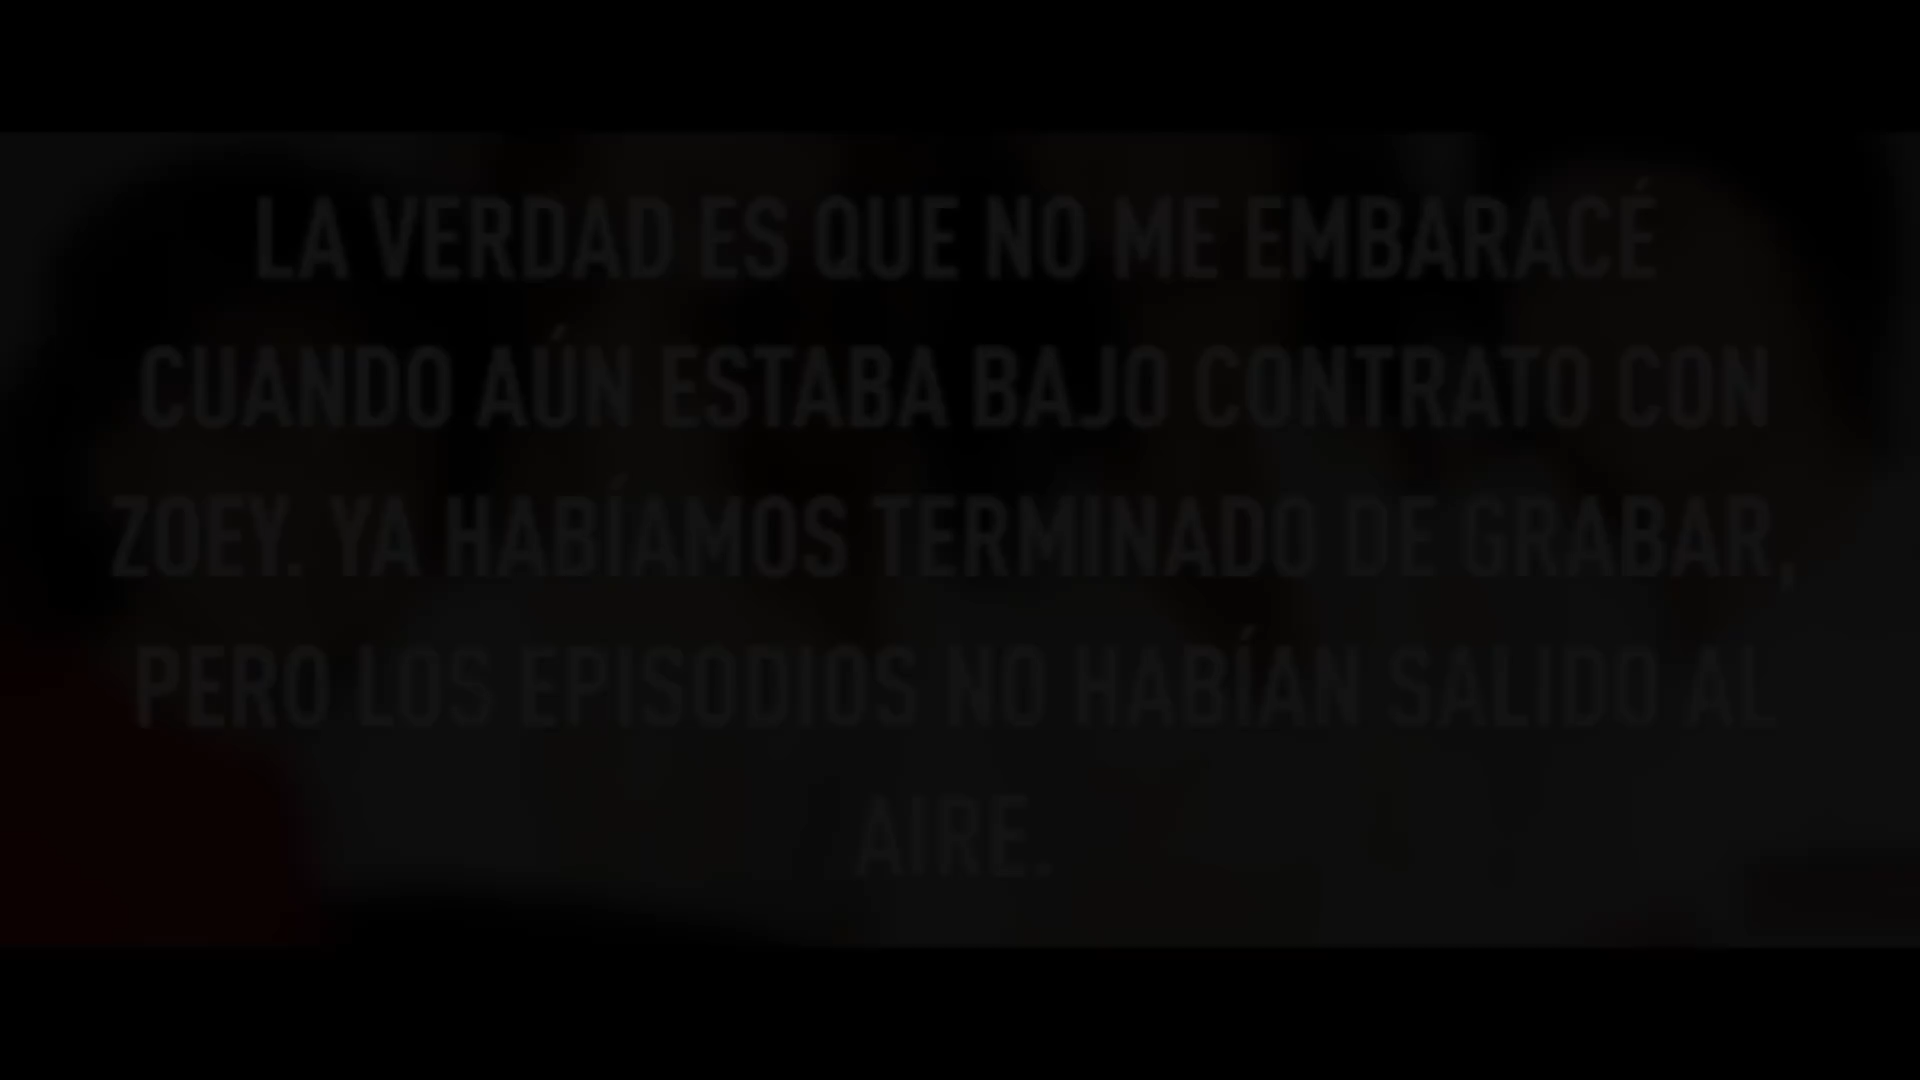 LA VERDAD ES QUE NO ME EMBARACÉ
CUANDO AÚN ESTABA BAJO CONTRATO CON
ZOEY. YA HABÍAMOS TERMINADO DE GRABAR,
PERO LOS EPISODIOS NO HABÍAN SALIDO AL
AIRE.